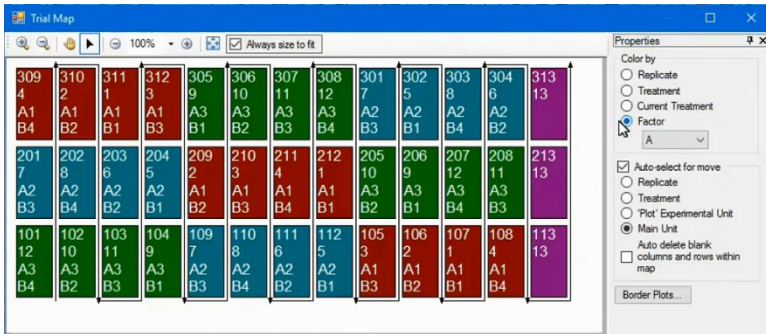 Trial Map
100% Always size to fit
309 310 311 312 305 306 307 308 301 302 303 304 313
4 2 1 3 9 10 11 12 7 5 8 6 13
A1 A1 A1 A1 A3 A3 A3 A3 A2 A2 A2 A2
B4 B2 B1 B3 B1 B2 B3 B4 B3 B1 B4 B2
201 202 203 204 209 210 211 212 205 206 207 208 213
7 8 6 5 2 3 4 1 10 9 12 11 13
A2 A2 A2 A2 A1 A1 A1 A1 A3 A3 A3 A3
B3 B4 B2 B1 B2 B3 B4 B1 B2 B1 B4 B3
101 102 103 104 109 110 111 112 105 106 107 108 113
12 10 11 9 7 8 6 5 3 2 1 4 13
A3 A3 A3 A3 A2 A2 A2 A2 A1 A1 A1 A1
B4 B2 B3 B1 B3 B4 B2 B1 B3 B2 B1 B4
Properties
Color by
Replicate
Treatment
Current Treatment
Factor
A
Auto-select for move
Replicate
Treatment
'Plot' Experimental Unit
Main Unit
Auto delete blank
columns and rows within
map
Border Plots...